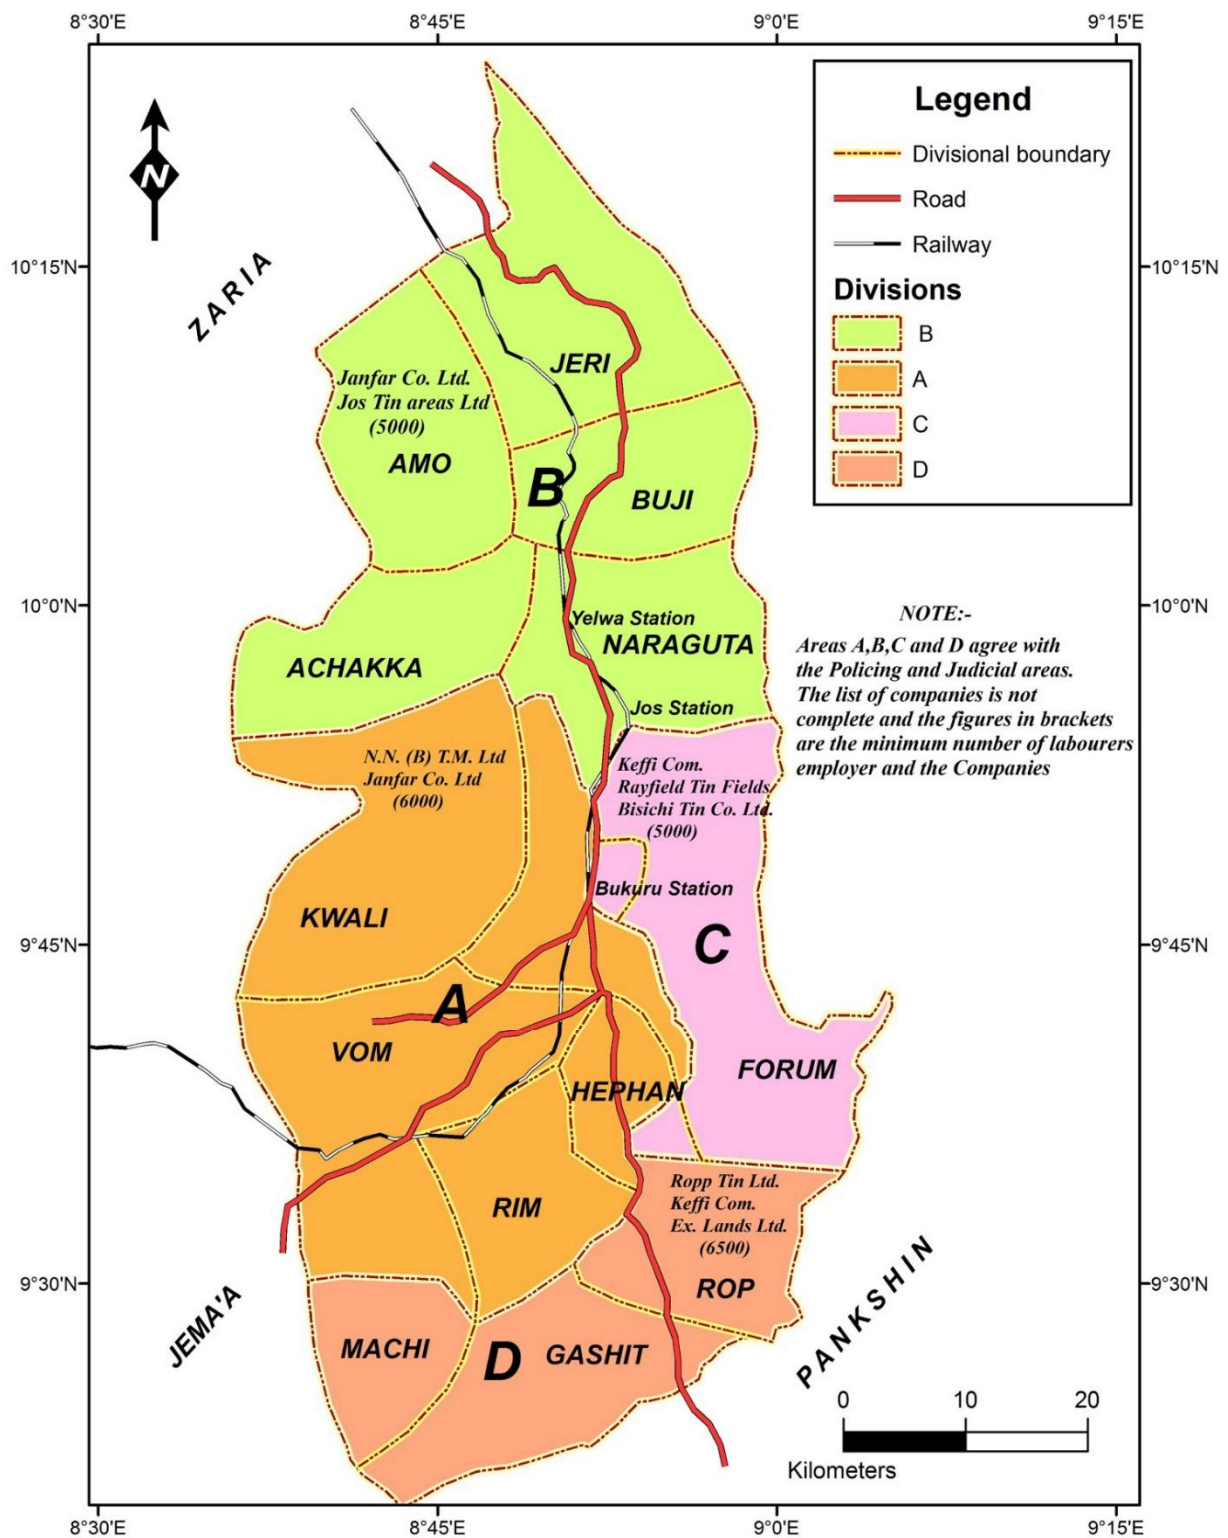 8°30'E
8°45'E
9°0'E
9°15'E
N
Legend
Divisional boundary
Road
Railway
Divisions
B
A
C
D
10°15'N
10°15'N
ZARIA
JERI
Janfar Co. Ltd.
Jos Tin areas Ltd
(5000)
AMO
B
BUJI
10°0'N
10°0'N
Yelwa Station
NARAGUTA
ACHAKKA
Jos Station
NOTE:-
Areas A,B,C and D agree with
the Policing and Judicial areas.
The list of companies is not
complete and the figures in brackets
are the minimum number of labourers
employer and the Companies
N.N. (B) T.M. Ltd
Janfar Co. Ltd
(6000)
Keffi Com.
Rayfield Tin Fields
Bisichi Tin Co. Ltd.
(5000)
Bukuru Station
KWALI
C
9°45'N
9°45'N
A
VOM
HEPHAN
FORUM
RIM
Ropp Tin Ltd.
Keffi Com.
Ex. Lands Ltd.
(6500)
ROP
9°30'N
9°30'N
JEMA'A
MACHI
D
GASHIT
PANKSHIN
0
10
20
Kilometers
8°30'E
8°45'E
9°0'E
9°15'E